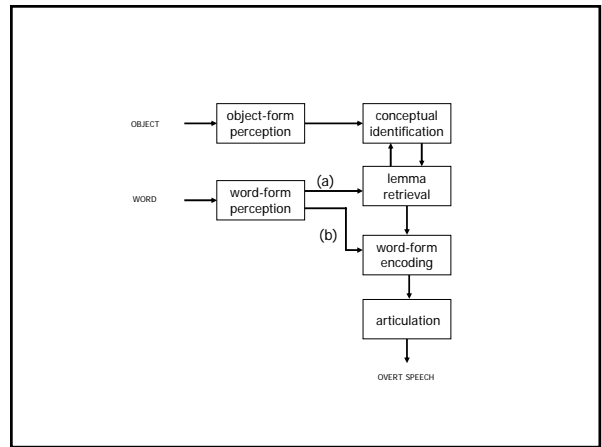 OBJECT
object-form
perception
conceptual
identification
(a)
lemma
retrieval
WORD
word-form
perception
(b)
word-form
encoding
articulation
OVERT SPEECH